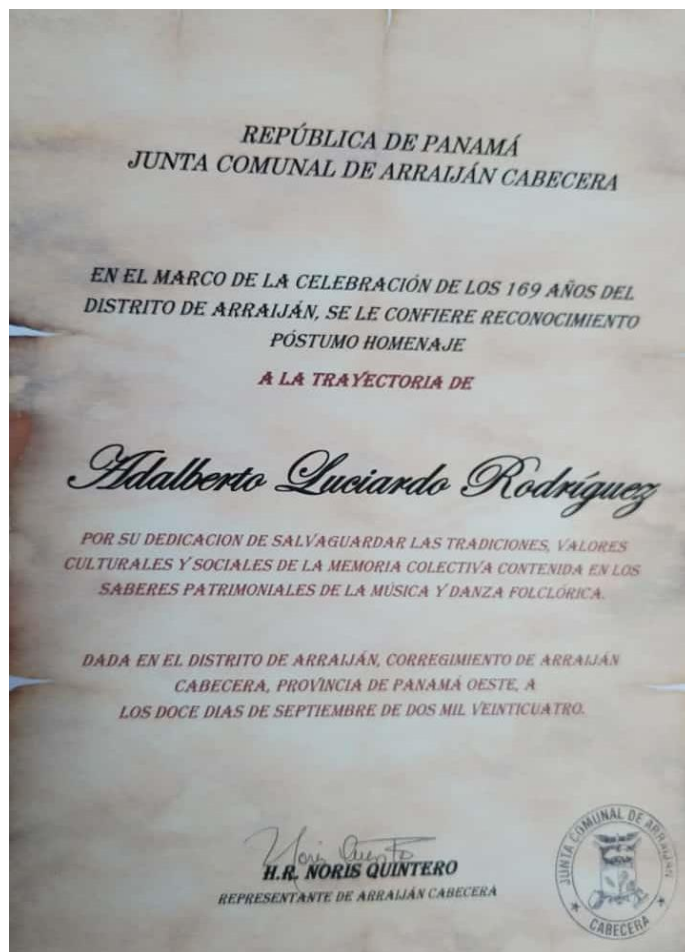 REPÚBLICA DE PANAMÁ
JUNTA COMUNAL DE ARRAIJÁN CABECERA
EN EL MARCO DE LA CELEBRACIÓN DE LOS 169 AÑOS DEL
DISTRITO DE ARRAIJÁN, SE LE CONFIERE RECONOCIMIENTO
PÓSTUMO HOMENAJE
A LA TRAYECTORIA DE
Adalberto Luciardo Rodríguez
POR SU DEDICACION DE SALVAGUARDAR LAS TRADICIONES, VALORES
CULTURALES Y SOCIALES DE LA MEMORIA COLECTIVA CONTENIDA EN LOS
SABERES PATRIMONIALES DE LA MÚSICA Y DANZA FOLCLÓRICA.
DADA EN EL DISTRITO DE ARRAIJÁN, CORREGIMIENTO DE ARRAIJÁN
CABECERA, PROVINCIA DE PANAMÁ OESTE, A
LOS DOCE DIAS DE SEPTIEMBRE DE DOS MIL VEINTICUATRO.
H.R. NORIS QUINTERO
REPRESENTANTE DE ARRAIJÁN CABECERA
JUNTA COMUNAL DE ARRAIJAN
CABECERA